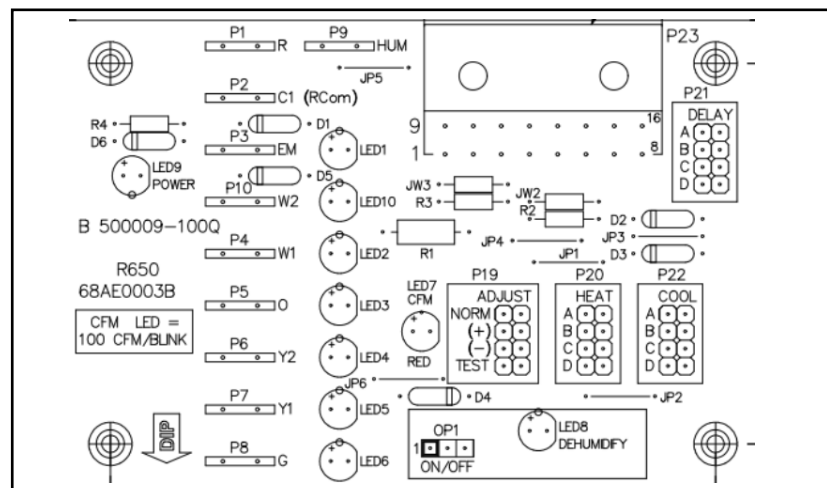 P1
R
P9
HUM
P23
JP5
P2
C1 (RCom)
P21
DELAY
A
B
C
D
R4
D6
D1
P3
EM
9
16
1
8
LED9
POWER
LED1
D5
P10
W2
LED10
JW3
R3
JW2
R2
D2
JP3
D3
B 500009-100Q
R1
JP4
JP1
P4
W1
LED2
R650
68AE0003B
P5
O
LED3
LED7
CFM
RED
P19
ADJUST
NORM
(+)
(-)
TEST
P20
HEAT
A
B
C
D
P22
COOL
A
B
C
D
CFM LED =
100 CFM/BLINK
P6
Y2
LED4
JP6
D4
JP2
P7
Y1
LED5
DIP
OP1
1
ON/OFF
LED8
DEHUMIDIFY
P8
G
LED6